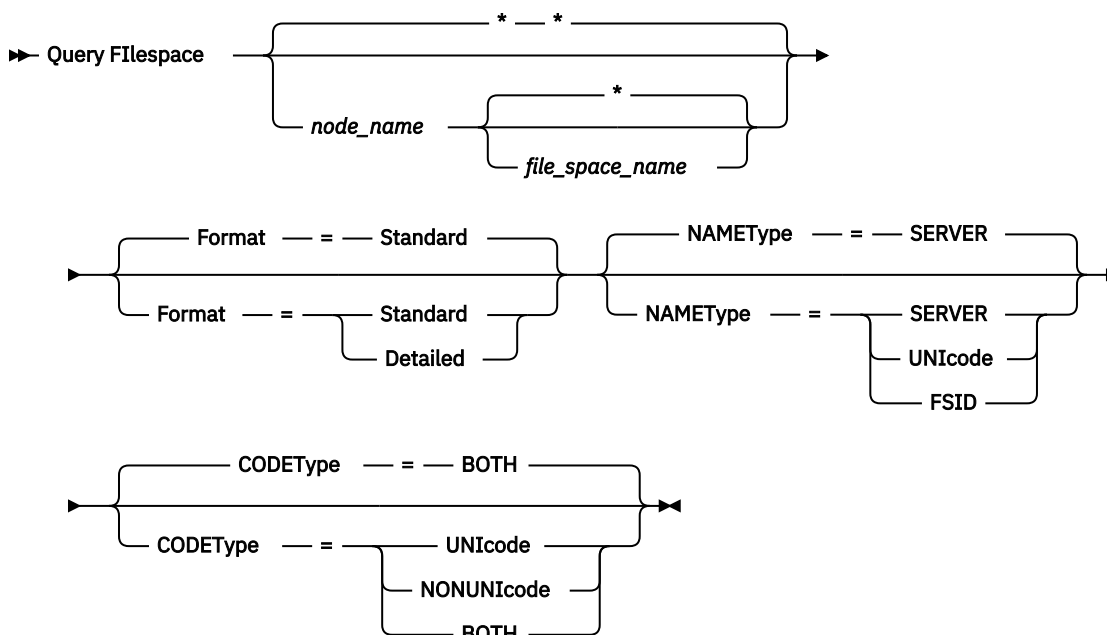 * *
Query FIlespace
*
node_name
file_space_name
Format = Standard NAMEType = SERVER
Format = Standard NAMEType = SERVER
Detailed UNIcode
FSID
CODEType = BOTH
CODEType = UNIcode
NONUNIcode
BOTH